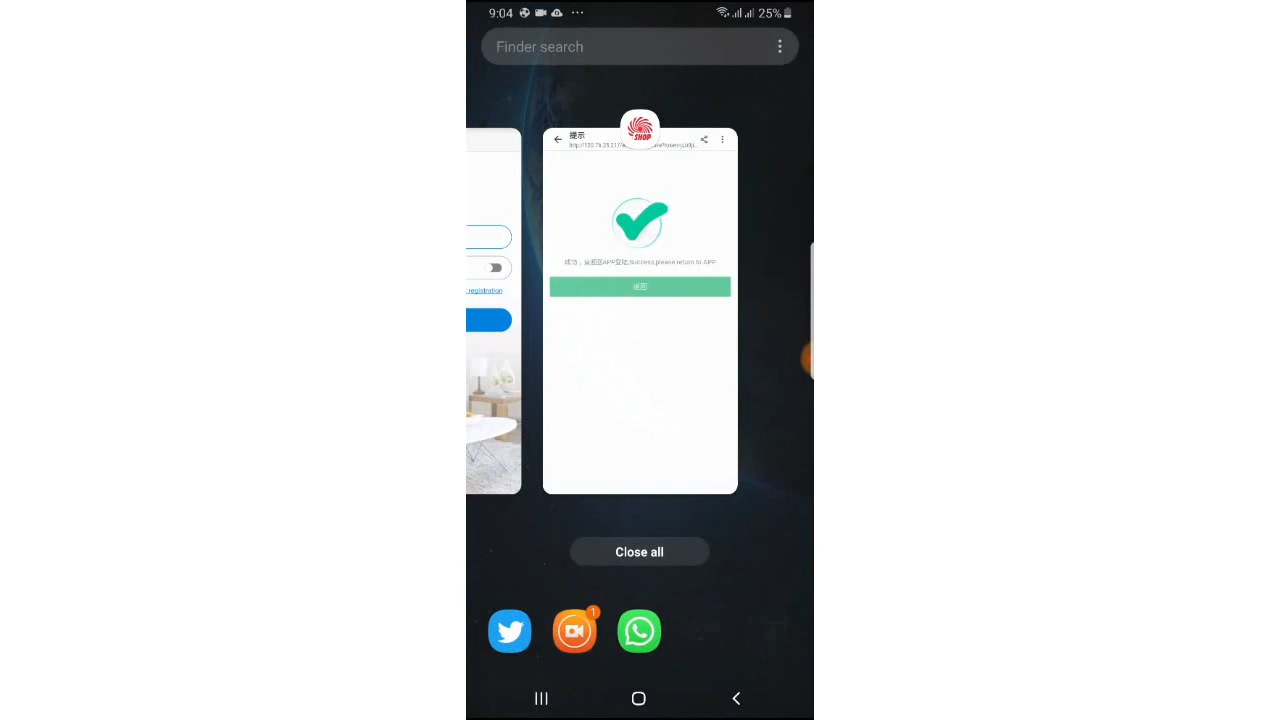 9:04
25%
Finder search
SHOP
提示
成功，请返回APP登陆,Success,please return to APP
返回
registration
Close all
1